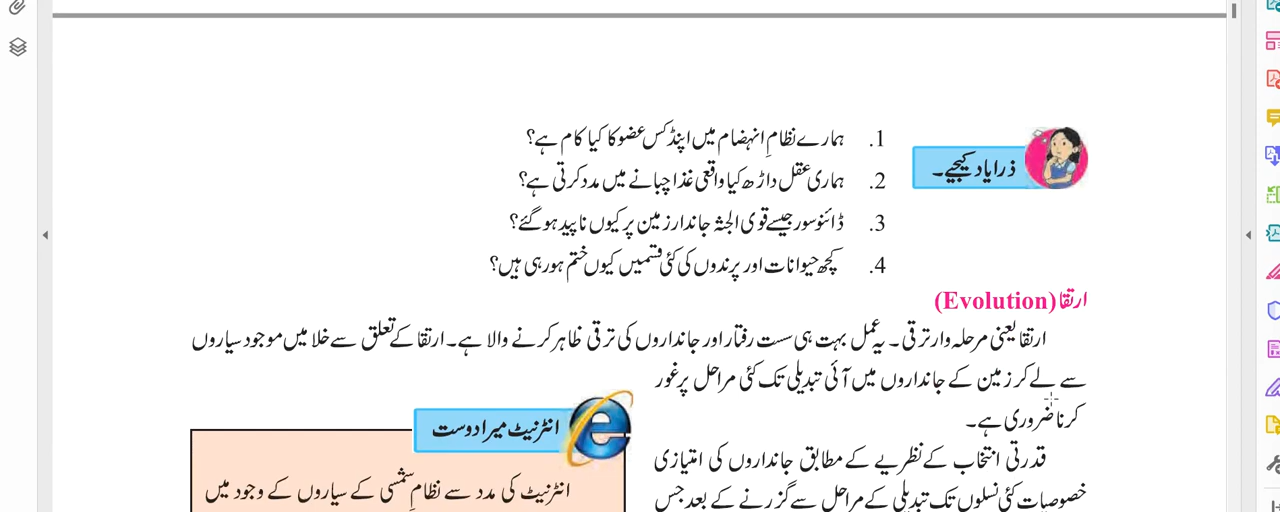 ذرا یاد کیجیے۔
1. ہمارے نظامِ انہضام میں اپنڈکس عضو کا کیا کام ہے؟
2. ہماری عقل داڑھ کیا واقعی غذا چبانے میں مدد کرتی ہے؟
3. ڈائنوسور جیسے قوی الجثہ جاندار زمین پر کیوں ناپید ہو گئے؟
4. کچھ حیوانات اور پرندوں کی کئی قسمیں کیوں ختم ہو رہی ہیں؟
ارتقا (Evolution)
ارتقا یعنی مرحلہ وار ترقی۔ یہ عمل بہت ہی سست رفتار اور جانداروں کی ترقی ظاہر کرنے والا ہے۔ ارتقا کے تعلق سے خلا میں موجود سیاروں
سے لے کر زمین کے جانداروں میں آئی تبدیلی تک کئی مراحل پر غور
کرنا ضروری ہے۔
قدرتی انتخاب کے نظریے کے مطابق جانداروں کی امتیازی
خصوصیات کئی نسلوں تک تبدیلی کے مراحل سے گزرنے کے بعد جس
انٹرنیٹ میرا دوست
انٹرنیٹ کی مدد سے نظامِ شمسی کے سیاروں کے وجود میں